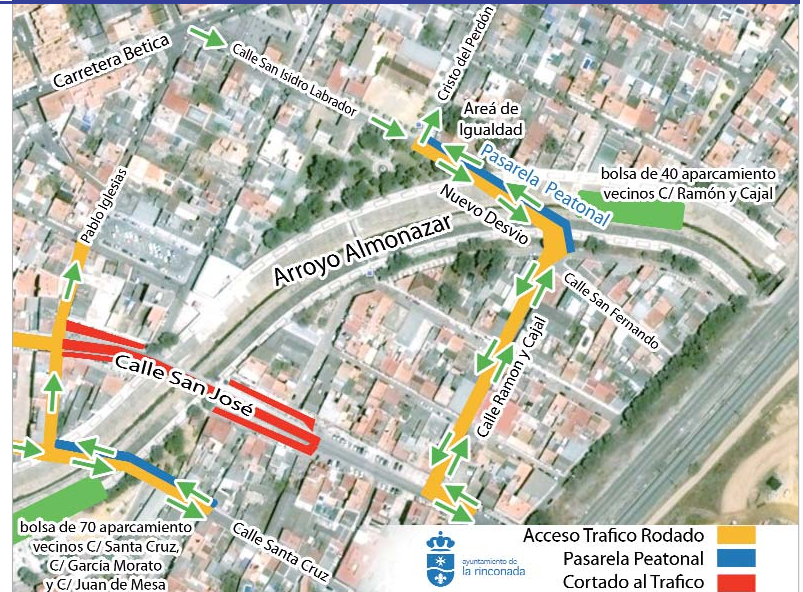 Carretera Betica
Calle San Isidro Labrador
Cristo del Perdón
Areá de
Igualdad
Pasarela Peatonal
bolsa de 40 aparcamiento
vecinos C/ Ramón y Cajal
Pablo Iglesias
Nuevo Desvio
Arroyo Almonazar
Calle San Fernando
Calle San José
Calle Ramon y Cajal
bolsa de 70 aparcamiento
vecinos C/ Santa Cruz,
C/ García Morato
y C/ Juan de Mesa
Calle Santa Cruz
ayuntamiento de
la rinconada
Acceso Trafico Rodado
Pasarela Peatonal
Cortado al Trafico